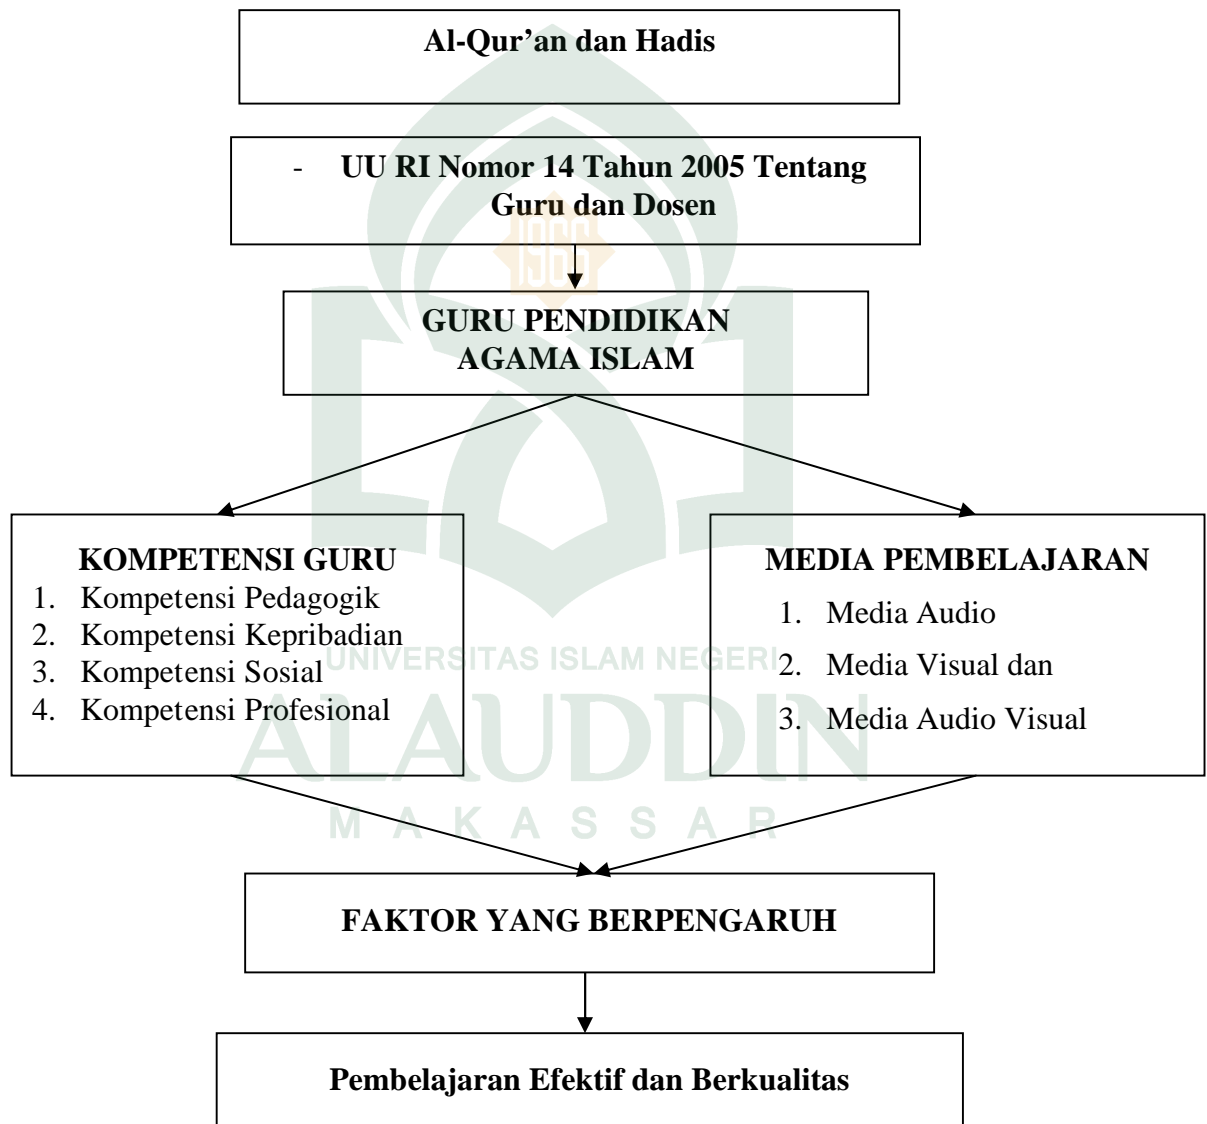 Al-Qur'an dan Hadis
- UU RI Nomor 14 Tahun 2005 Tentang
Guru dan Dosen
1965
GURU PENDIDIKAN
AGAMA ISLAM
KOMPETENSI GURU
1. Kompetensi Pedagogik
2. Kompetensi Kepribadian
3. Kompetensi Sosial
4. Kompetensi Profesional
MEDIA PEMBELAJARAN
1. Media Audio
2. Media Visual dan
3. Media Audio Visual
UNIVERSITAS ISLAM NEGERI
ALAUDDIN
MAKASSAR
FAKTOR YANG BERPENGARUH
Pembelajaran Efektif dan Berkualitas